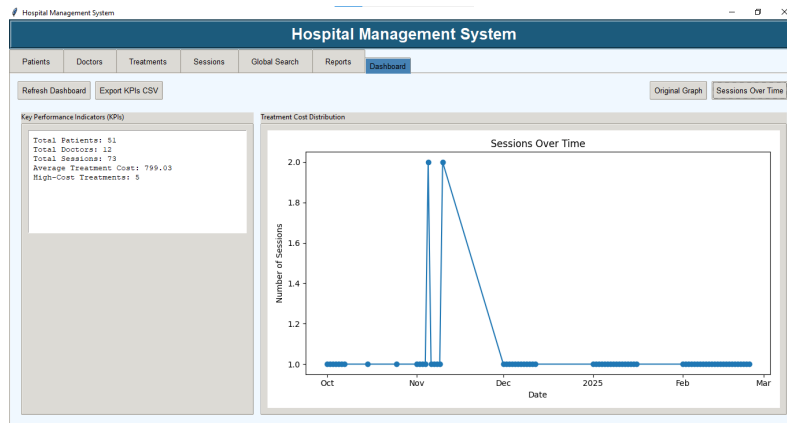 Hospital Management System
Hospital Management System
Patients Doctors Treatments Sessions Global Search Reports Dashboard
Refresh Dashboard Export KPIs CSV Original Graph Sessions Over Time
Key Performance Indicators (KPIs)
Total Patients: 51
Total Doctors: 12
Total Sessions: 73
Average Treatment Cost: 799.03
High-Cost Treatments: 5
Treatment Cost Distribution
Sessions Over Time
Number of Sessions
2.0
1.8
1.6
1.4
1.2
1.0
Oct Nov Dec 2025 Feb Mar
Date